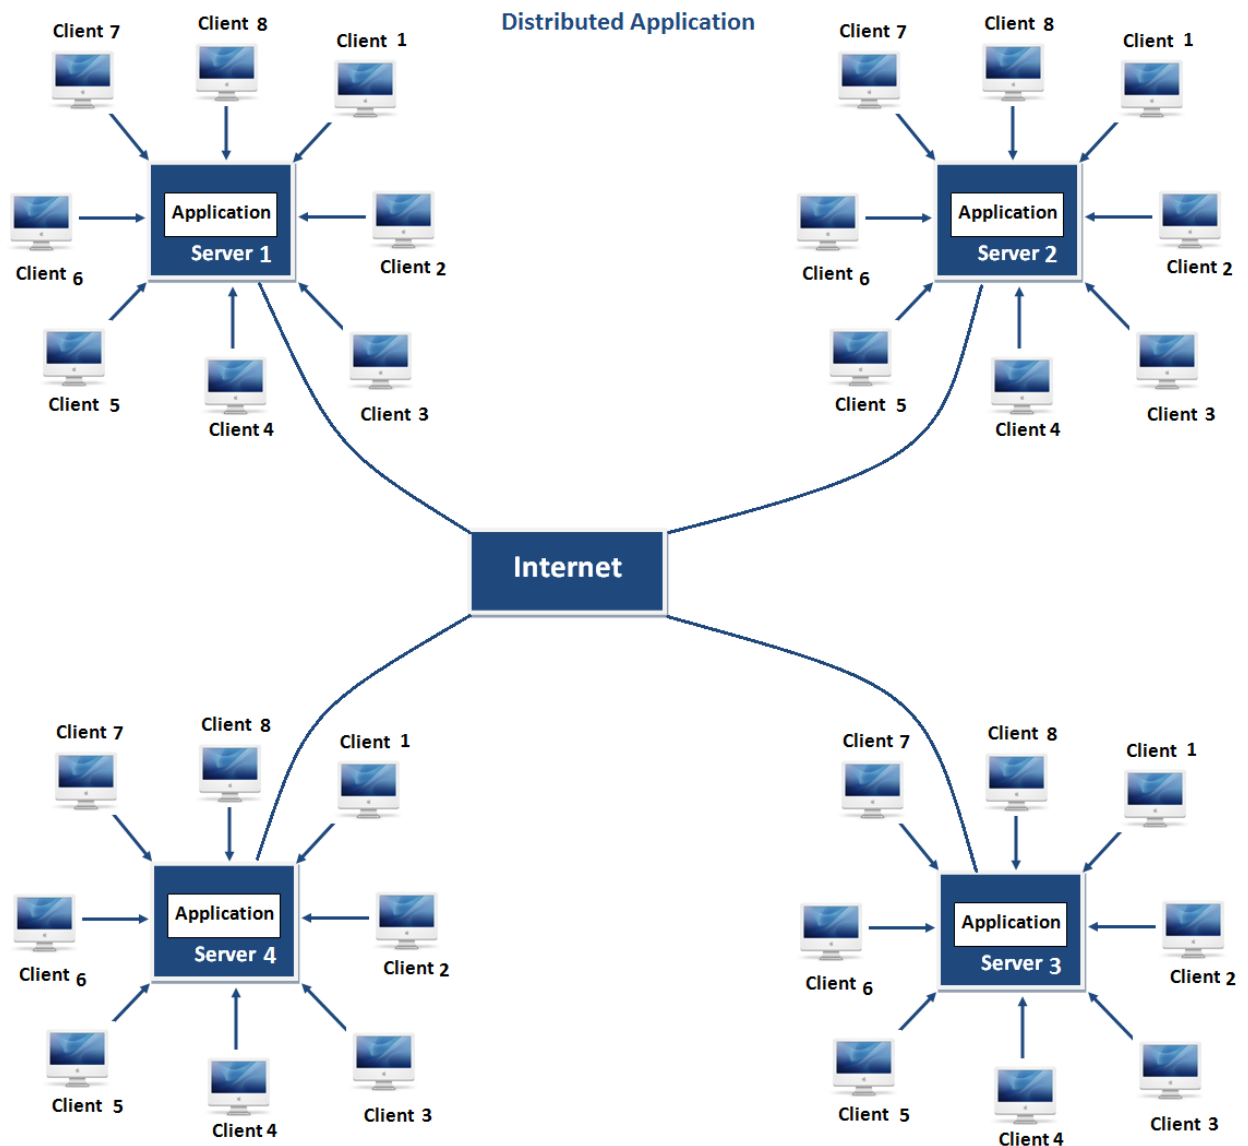 Distributed Application
Client 7
Client 8
Client 1
Client 6
Application
Server 1
Client 2
Client 5
Client 4
Client 3
Client 7
Client 8
Client 1
Client 6
Application
Server 2
Client 2
Client 5
Client 4
Client 3
Internet
Client 7
Client 8
Client 1
Client 6
Application
Server 4
Client 2
Client 5
Client 4
Client 3
Client 7
Client 8
Client 1
Client 6
Application
Server 3
Client 2
Client 5
Client 4
Client 3